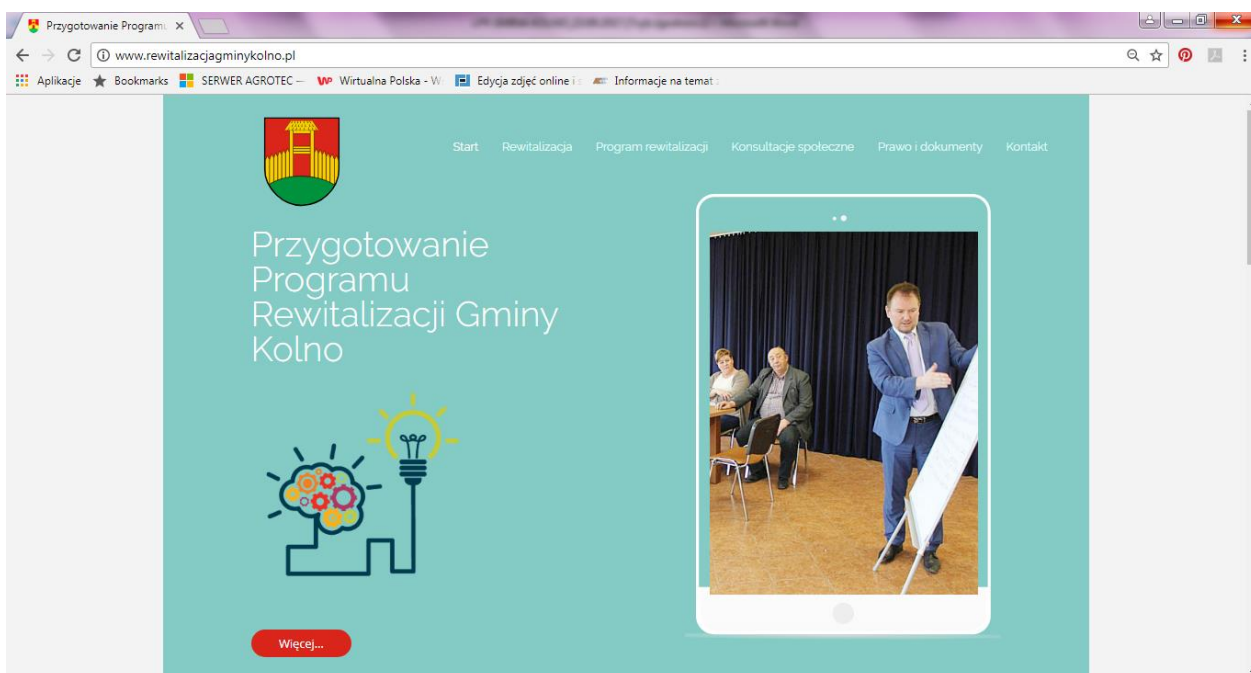 Przygotowanie Program
www.rewitalizacjagminykolno.pl
Aplikacje Bookmarks SERWER AGROTEC — WP Wirtualna Polska - W Edycja zdjęć online i Informacje na temat
Start Rewitalizacja Program rewitalizacji Konsultacje społeczne Prawo i dokumenty Kontakt
Przygotowanie
Programu
Rewitalizacji Gminy
Kolno
Więcej...